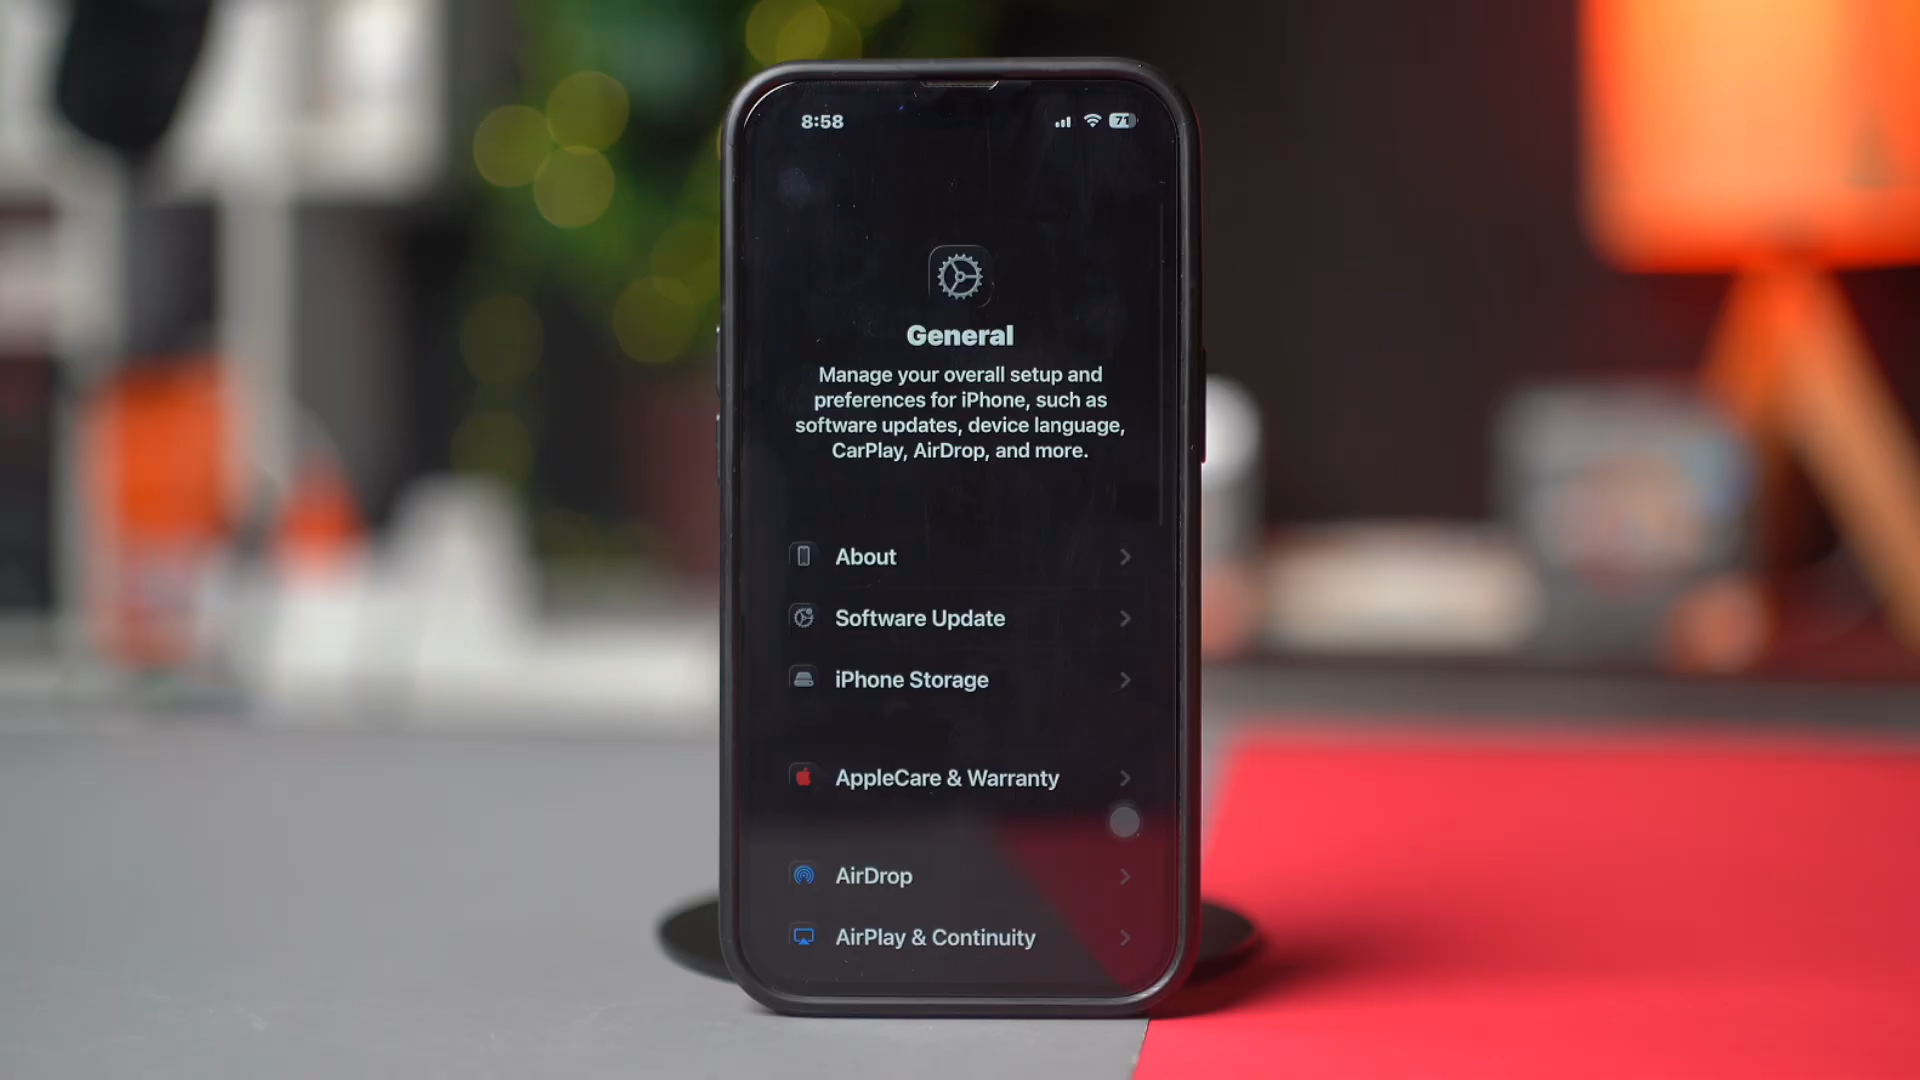 8:58
71
General
Manage your overall setup and
preferences for iPhone, such as
software updates, device language,
CarPlay, AirDrop, and more.
About
Software Update
iPhone Storage
AppleCare & Warranty
AirDrop
AirPlay & Continuity